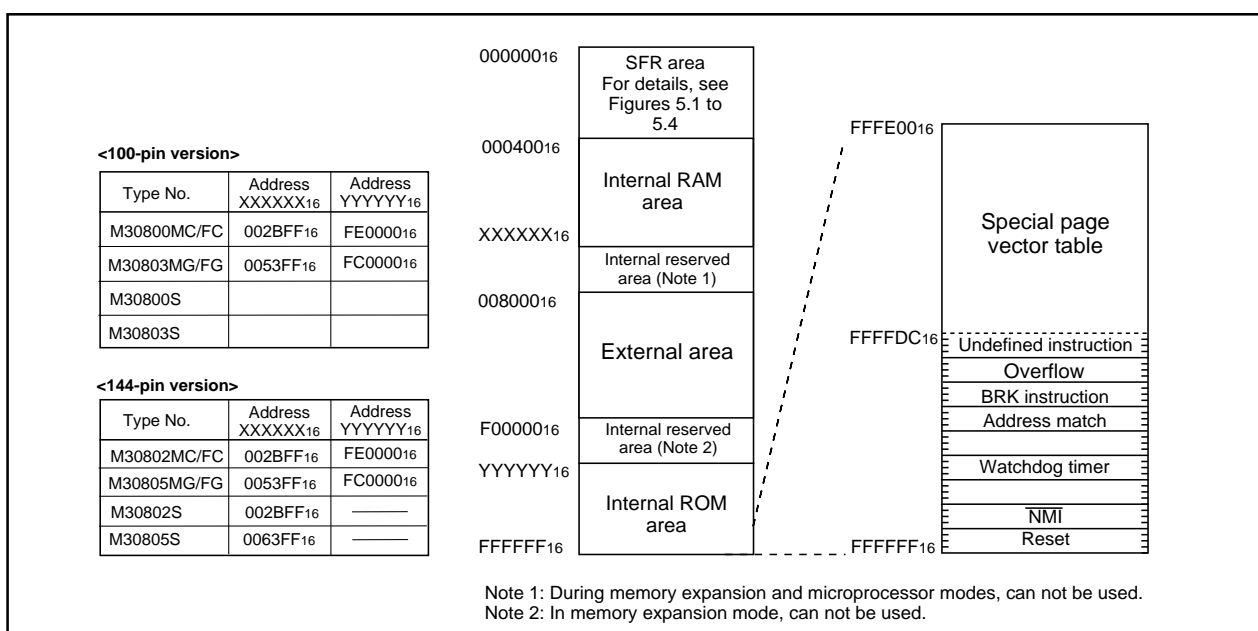 <100-pin version>
Type No. Address XXXXXX16 Address YYYYYY16
M30800MC/FC 002BFF16 FE000016
M30803MG/FG 0053FF16 FC000016
M30800S
M30803S
<144-pin version>
Type No. Address XXXXXX16 Address YYYYYY16
M30802MC/FC 002BFF16 FE000016
M30805MG/FG 0053FF16 FC000016
M30802S 002BFF16
M30805S 0063FF16
00000016
SFR area
For details, see
Figures 5.1 to
5.4
00040016
Internal RAM
area
XXXXXX16
Internal reserved
area (Note 1)
00800016
External area
F0000016
Internal reserved
area (Note 2)
YYYYYY16
Internal ROM
area
FFFFFF16
FFFE0016
Special page
vector table
FFFFDC16
Undefined instruction
Overflow
BRK instruction
Address match
Watchdog timer
NMI
Reset
FFFFFF16
Note 1: During memory expansion and microprocessor modes, can not be used.
Note 2: In memory expansion mode, can not be used.